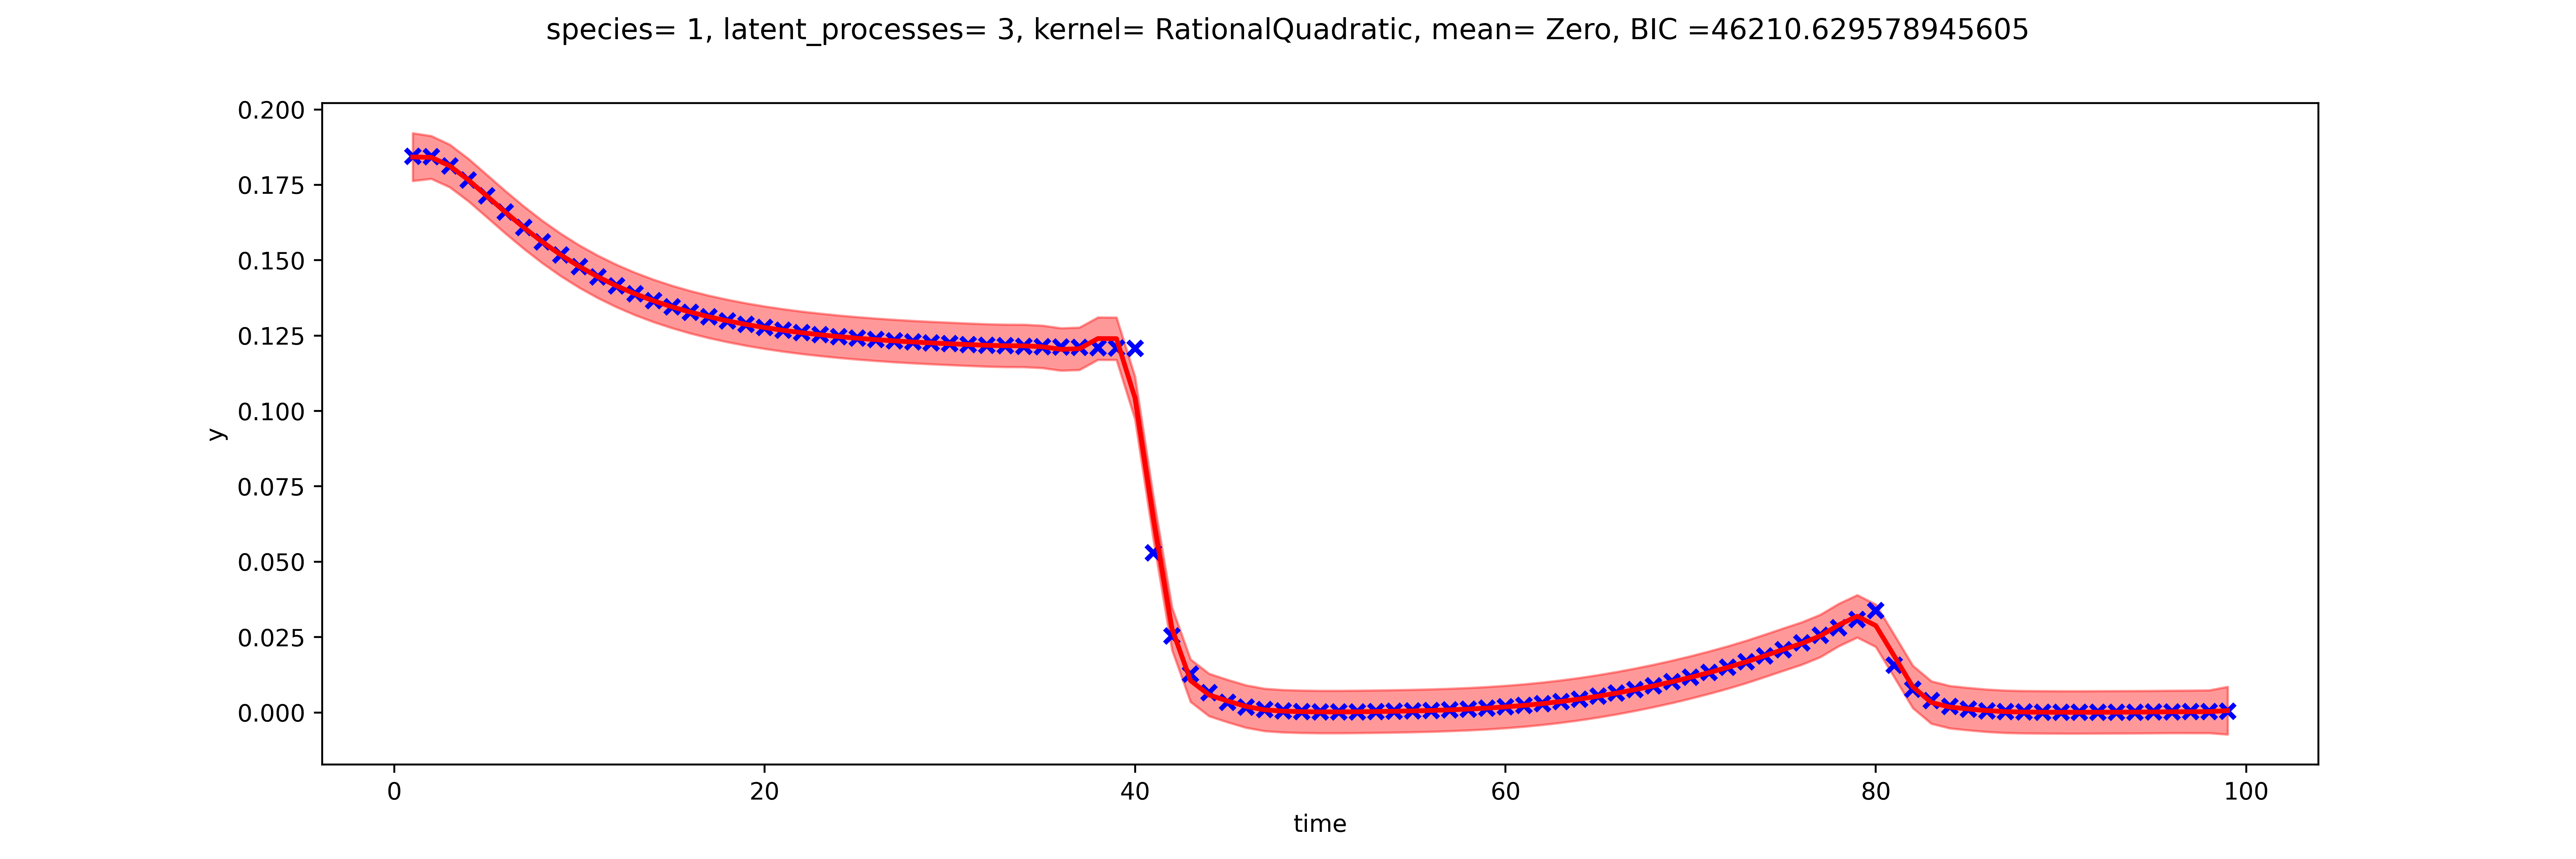 species= 1, latent_processes= 3, kernel= RationalQuadratic, mean= Zero, BIC =46210.629578945605
0.200
0.175
0.150
0.125
0.100
0.075
0.050
0.025
0.000
y
0 20 40 60 80 100
time